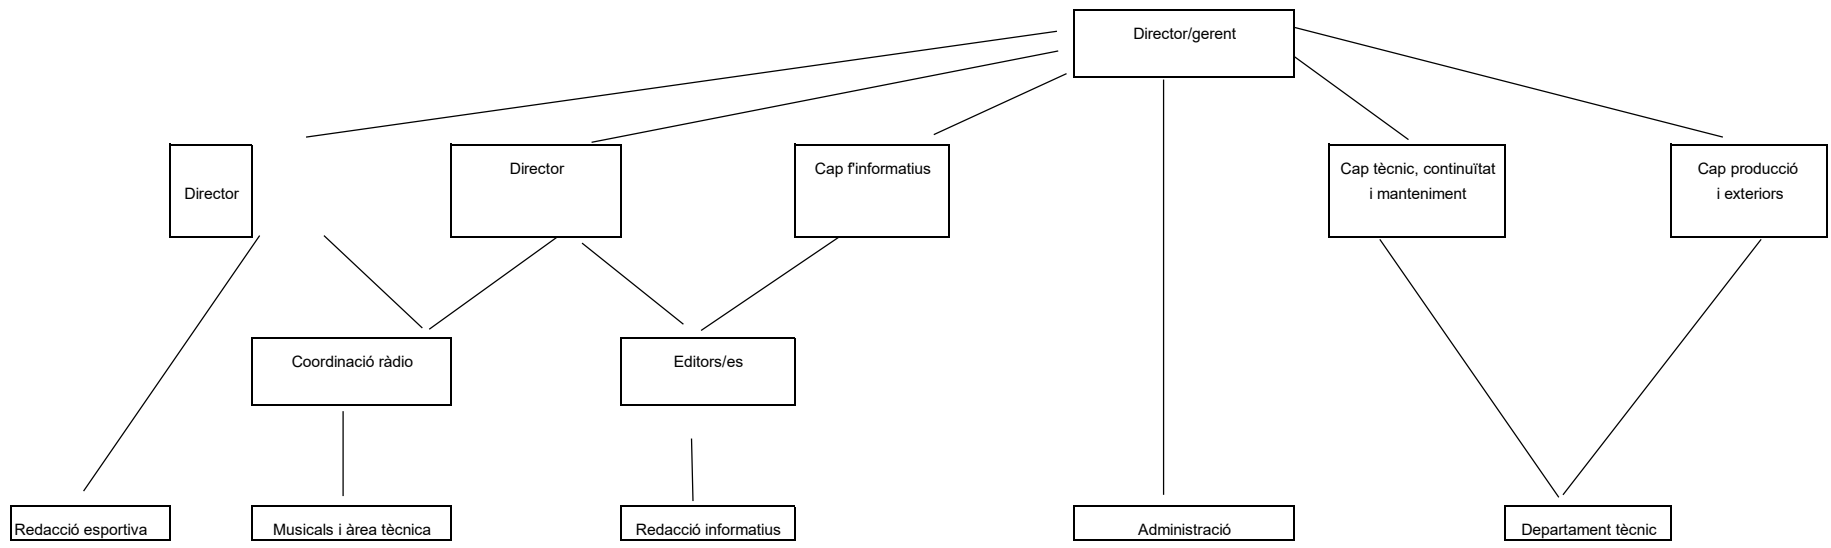 Director/gerent
Director
Director
Cap f'informatius
Cap tècnic, continuïtat
i manteniment
Cap producció
i exteriors
Coordinació ràdio
Editors/es
Redacció esportiva
Musicals i àrea tècnica
Redacció informatius
Administració
Departament tècnic